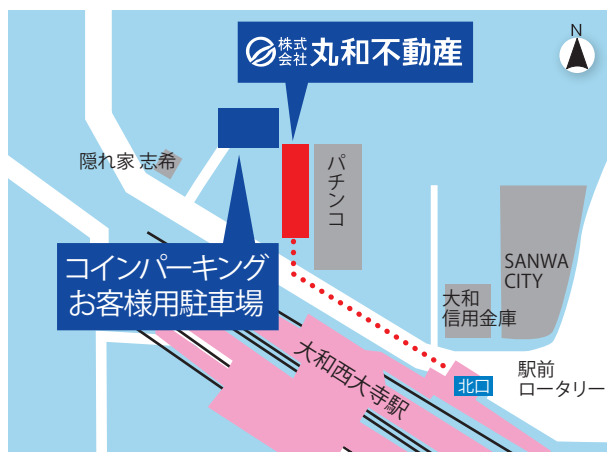 N
株式
会社
丸和不動産
隠れ家 志希
パチンコ
コインパーキング
お客様用駐車場
SANWA
CITY
大和
信用金庫
大和西大寺駅
北口
駅前
ロータリー